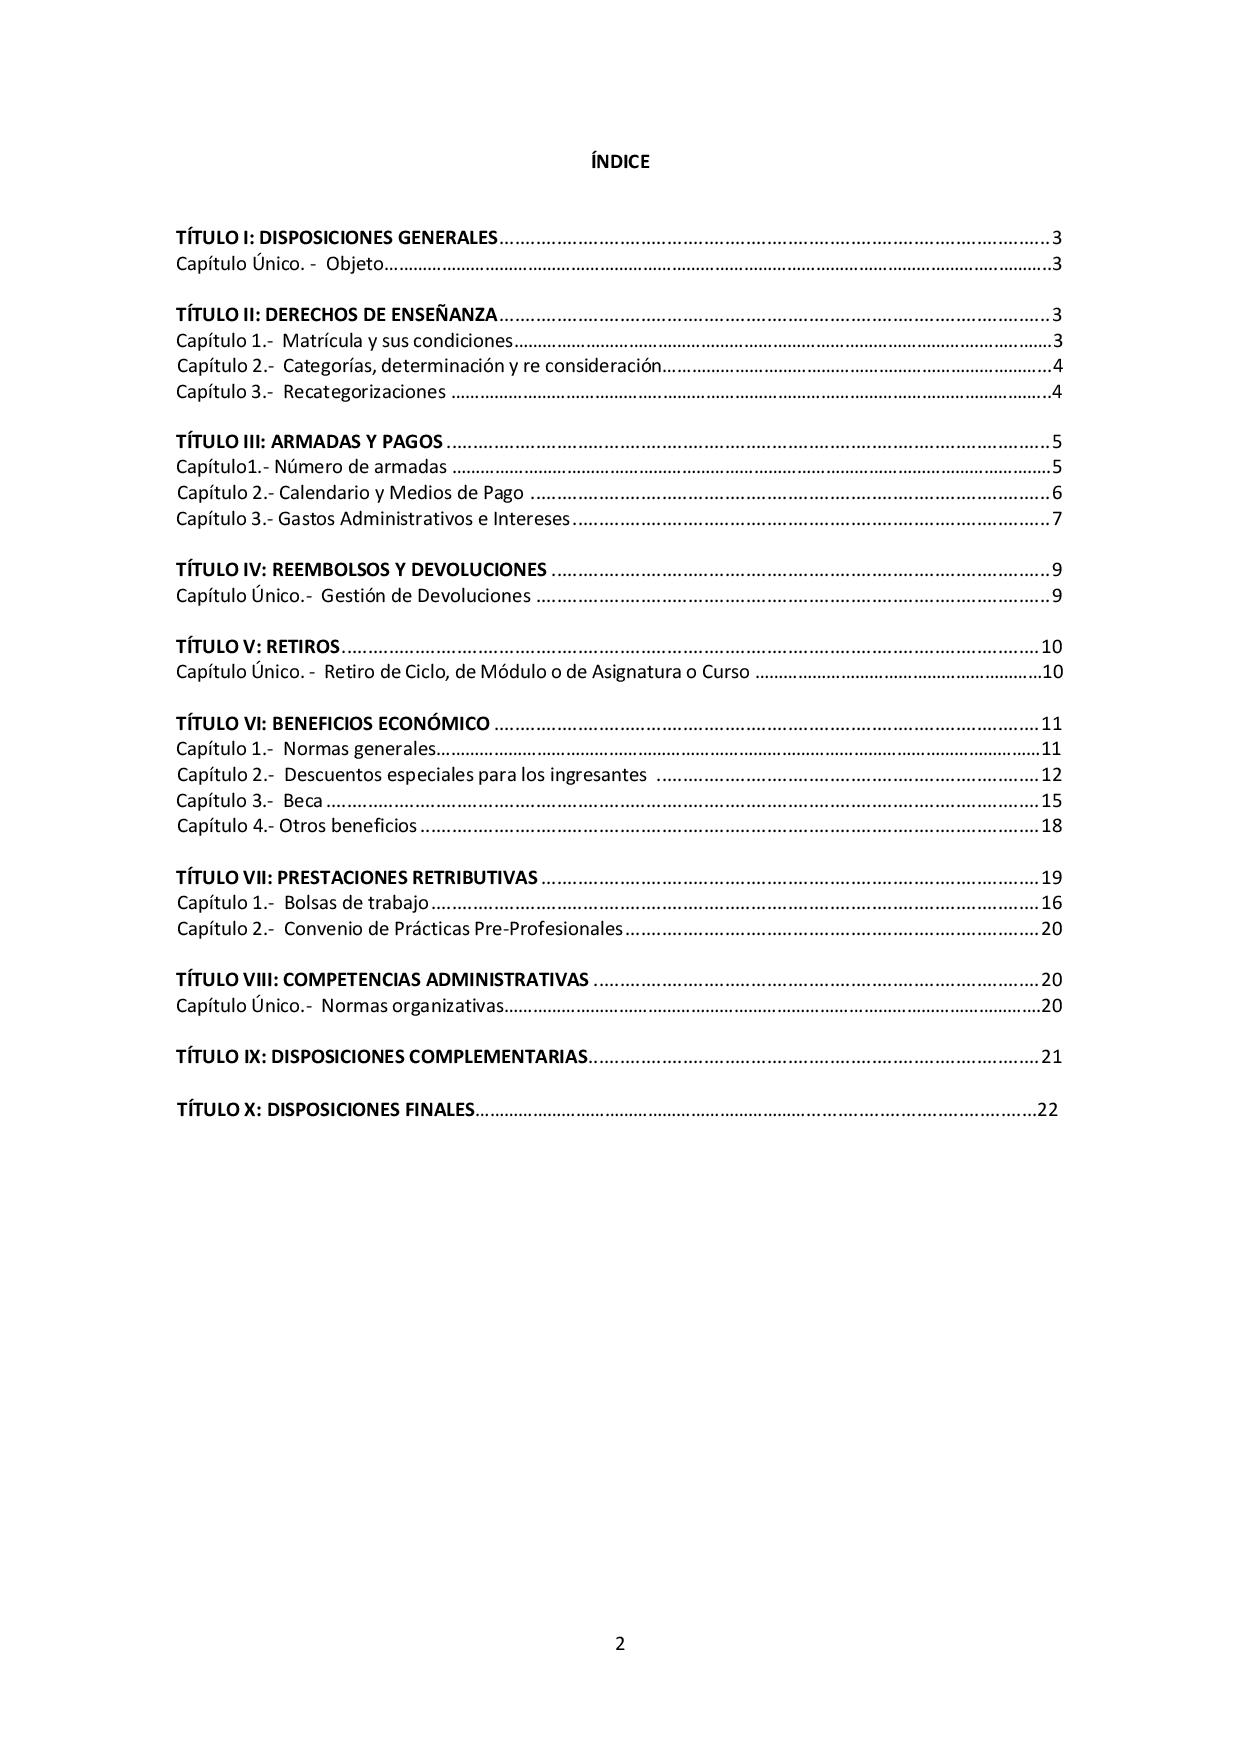 ÍNDICE
TÍTULO I: DISPOSICIONES GENERALES........................................................................................................3
Capítulo Único. -  Objeto..............................................................................................................................3
TÍTULO II: DERECHOS DE ENSEÑANZA........................................................................................................3
Capítulo 1.-  Matrícula y sus condiciones......................................................................................................3
Capítulo 2.-  Categorías, determinación y re consideración..........................................................................4
Capítulo 3.-  Recategorizaciones ..................................................................................................................4
TÍTULO III: ARMADAS Y PAGOS ..................................................................................................................5
Capítulo1.- Número de armadas ..................................................................................................................5
Capítulo 2.- Calendario y Medios de Pago ...................................................................................................6
Capítulo 3.- Gastos Administrativos e Intereses...........................................................................................7
TÍTULO IV: REEMBOLSOS Y DEVOLUCIONES ...............................................................................................9
Capítulo Único.-  Gestión de Devoluciones ..................................................................................................9
TÍTULO V: RETIROS....................................................................................................................................10
Capítulo Único. -  Retiro de Ciclo, de Módulo o de Asignatura o Curso ......................................................10
TÍTULO VI: BENEFICIOS ECONÓMICO ........................................................................................................11
Capítulo 1.-  Normas generales...................................................................................................................11
Capítulo 2.-  Descuentos especiales para los ingresantes  .........................................................................12
Capítulo 3.-  Beca .......................................................................................................................................15
Capítulo 4.- Otros beneficios ......................................................................................................................18
TÍTULO VII: PRESTACIONES RETRIBUTIVAS ...............................................................................................19
Capítulo 1.-  Bolsas de trabajo ....................................................................................................................16
Capítulo 2.-  Convenio de Prácticas Pre-Profesionales...............................................................................20
TÍTULO VIII: COMPETENCIAS ADMINISTRATIVAS .....................................................................................20
Capítulo Único.-  Normas organizativas......................................................................................................20
TÍTULO IX: DISPOSICIONES COMPLEMENTARIAS......................................................................................21
TÍTULO X: DISPOSICIONES FINALES...........................................................................................................22
2